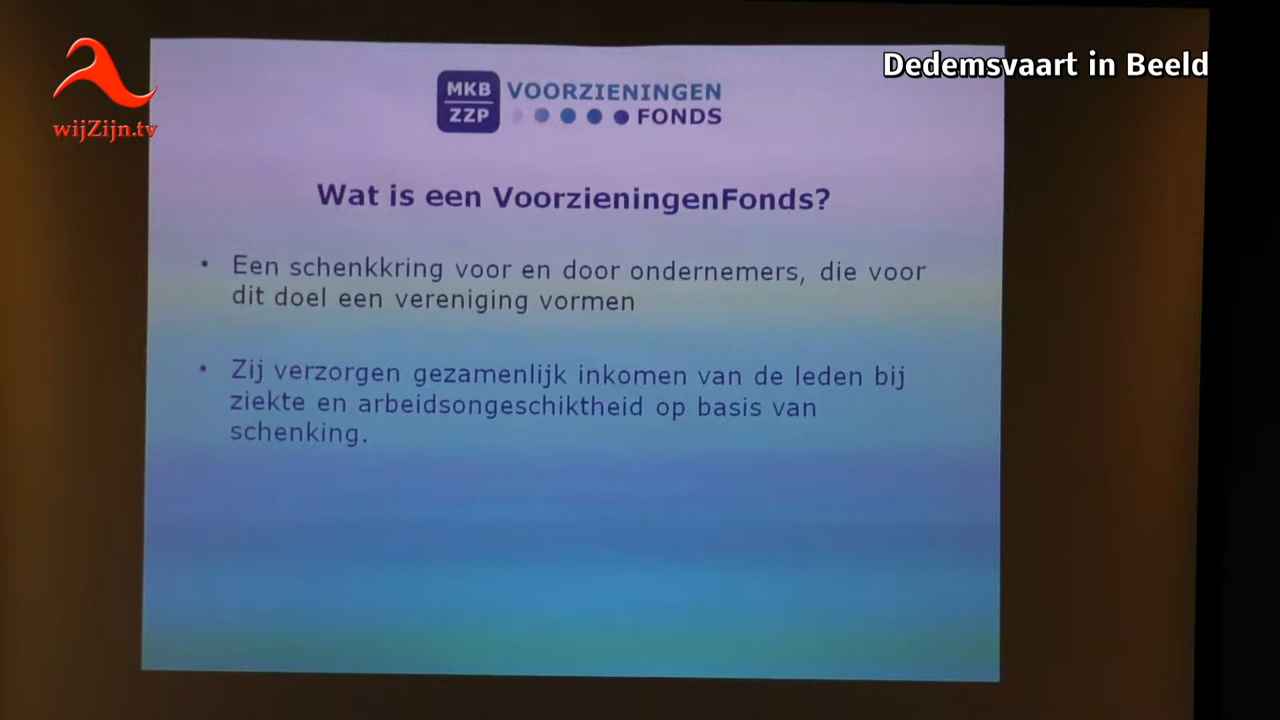 wijZijn.tv
Dedemsvaart in Beeld
MKB
ZZP
VOORZIENINGEN
FONDS
Wat is een VoorzieningenFonds?
• Een schenkkring voor en door ondernemers, die voor
dit doel een vereniging vormen
• Zij verzorgen gezamenlijk inkomen van de leden bij
ziekte en arbeidsongeschiktheid op basis van
schenking.